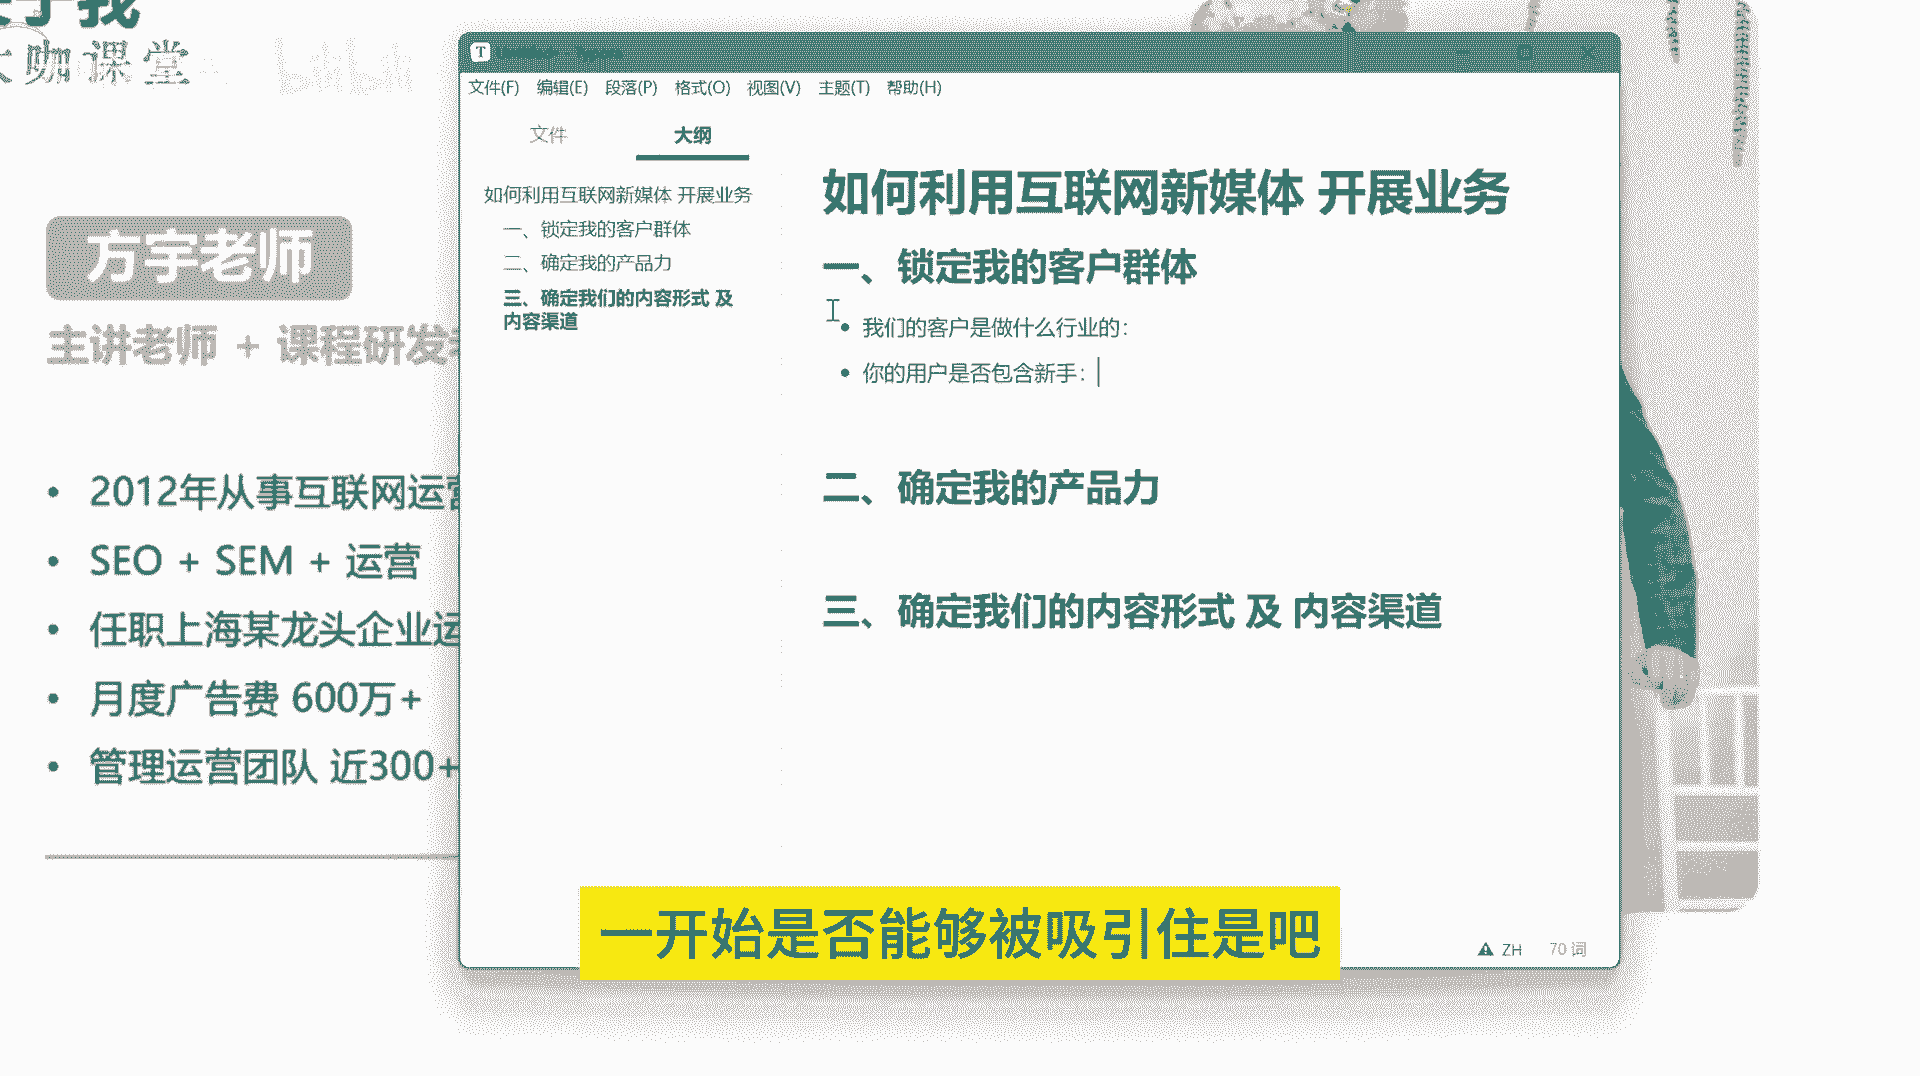 大咖课堂
bilibili
方宇老师
主讲老师 + 课程研发
• 2012年从事互联网运营
• SEO + SEM + 运营
• 任职上海某龙头企业运
• 月度广告费 600万+
• 管理运营团队 近300+
T
文件(F) 编辑(E) 段落(P) 格式(O) 视图(V) 主题(T) 帮助(H)
文件 大纲
如何利用互联网新媒体 开展业务
一、锁定我的客户群体
二、确定我的产品力
三、确定我们的内容形式 及
内容渠道
如何利用互联网新媒体 开展业务
一、锁定我的客户群体
• 我们的客户是做什么行业的：
• 你的用户是否包含新手：
二、确定我的产品力
三、确定我们的内容形式 及 内容渠道
ZH 70 词
一开始是否能够被吸引住是吧